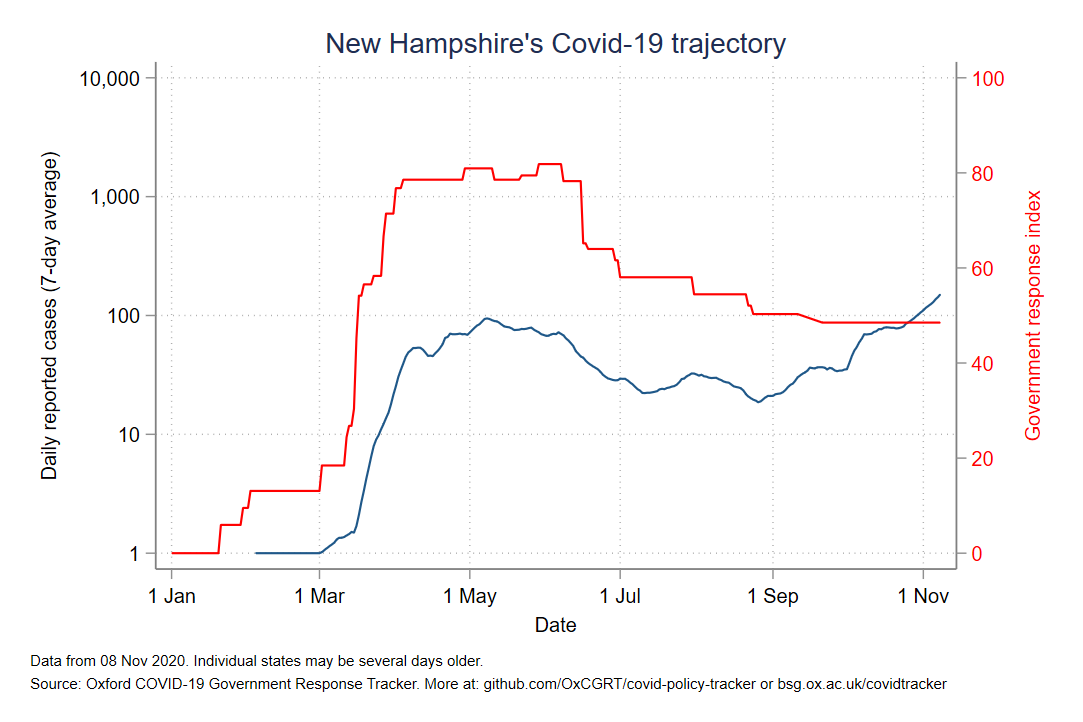 New Hampshire's Covid-19 trajectory
Daily reported cases (7-day average)
10,000
1,000
100
10
1
100
80
60
40
20
0
Government response index
1 Jan
1 Mar
1 May
1 Jul
1 Sep
1 Nov
Date
Data from 08 Nov 2020. Individual states may be several days older.
Source: Oxford COVID-19 Government Response Tracker. More at: github.com/OxCGRT/covid-policy-tracker or bsg.ox.ac.uk/covidtracker